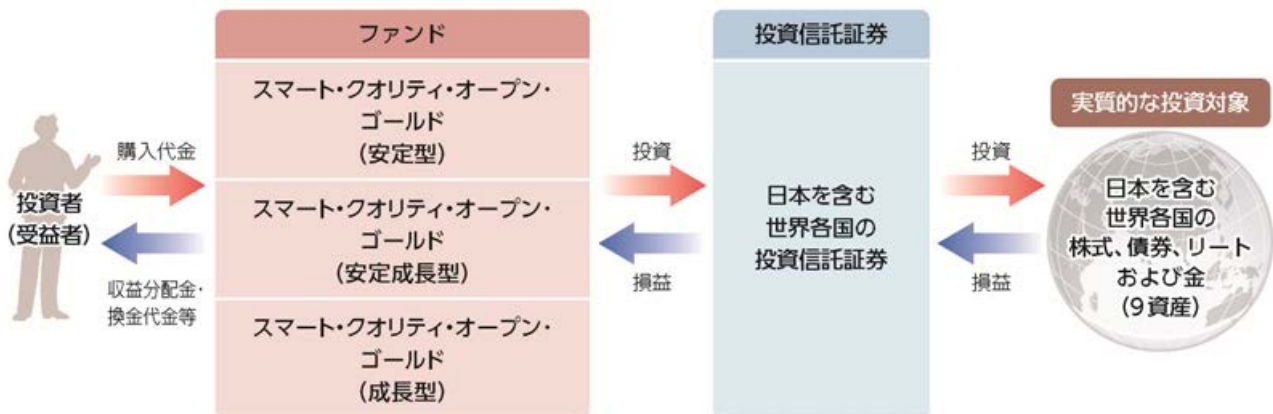 投資者
(受益者)
購入代金
収益分配金・
換金代金等
ファンド
スマート・クオリティ・オープン・
ゴールド
(安定型)
スマート・クオリティ・オープン・
ゴールド
(安定成長型)
スマート・クオリティ・オープン・
ゴールド
(成長型)
投資
損益
投資信託証券
日本を含む
世界各国の
投資信託証券
投資
損益
実質的な投資対象
日本を含む
世界各国の
株式、債券、リート
および金
(9資産)